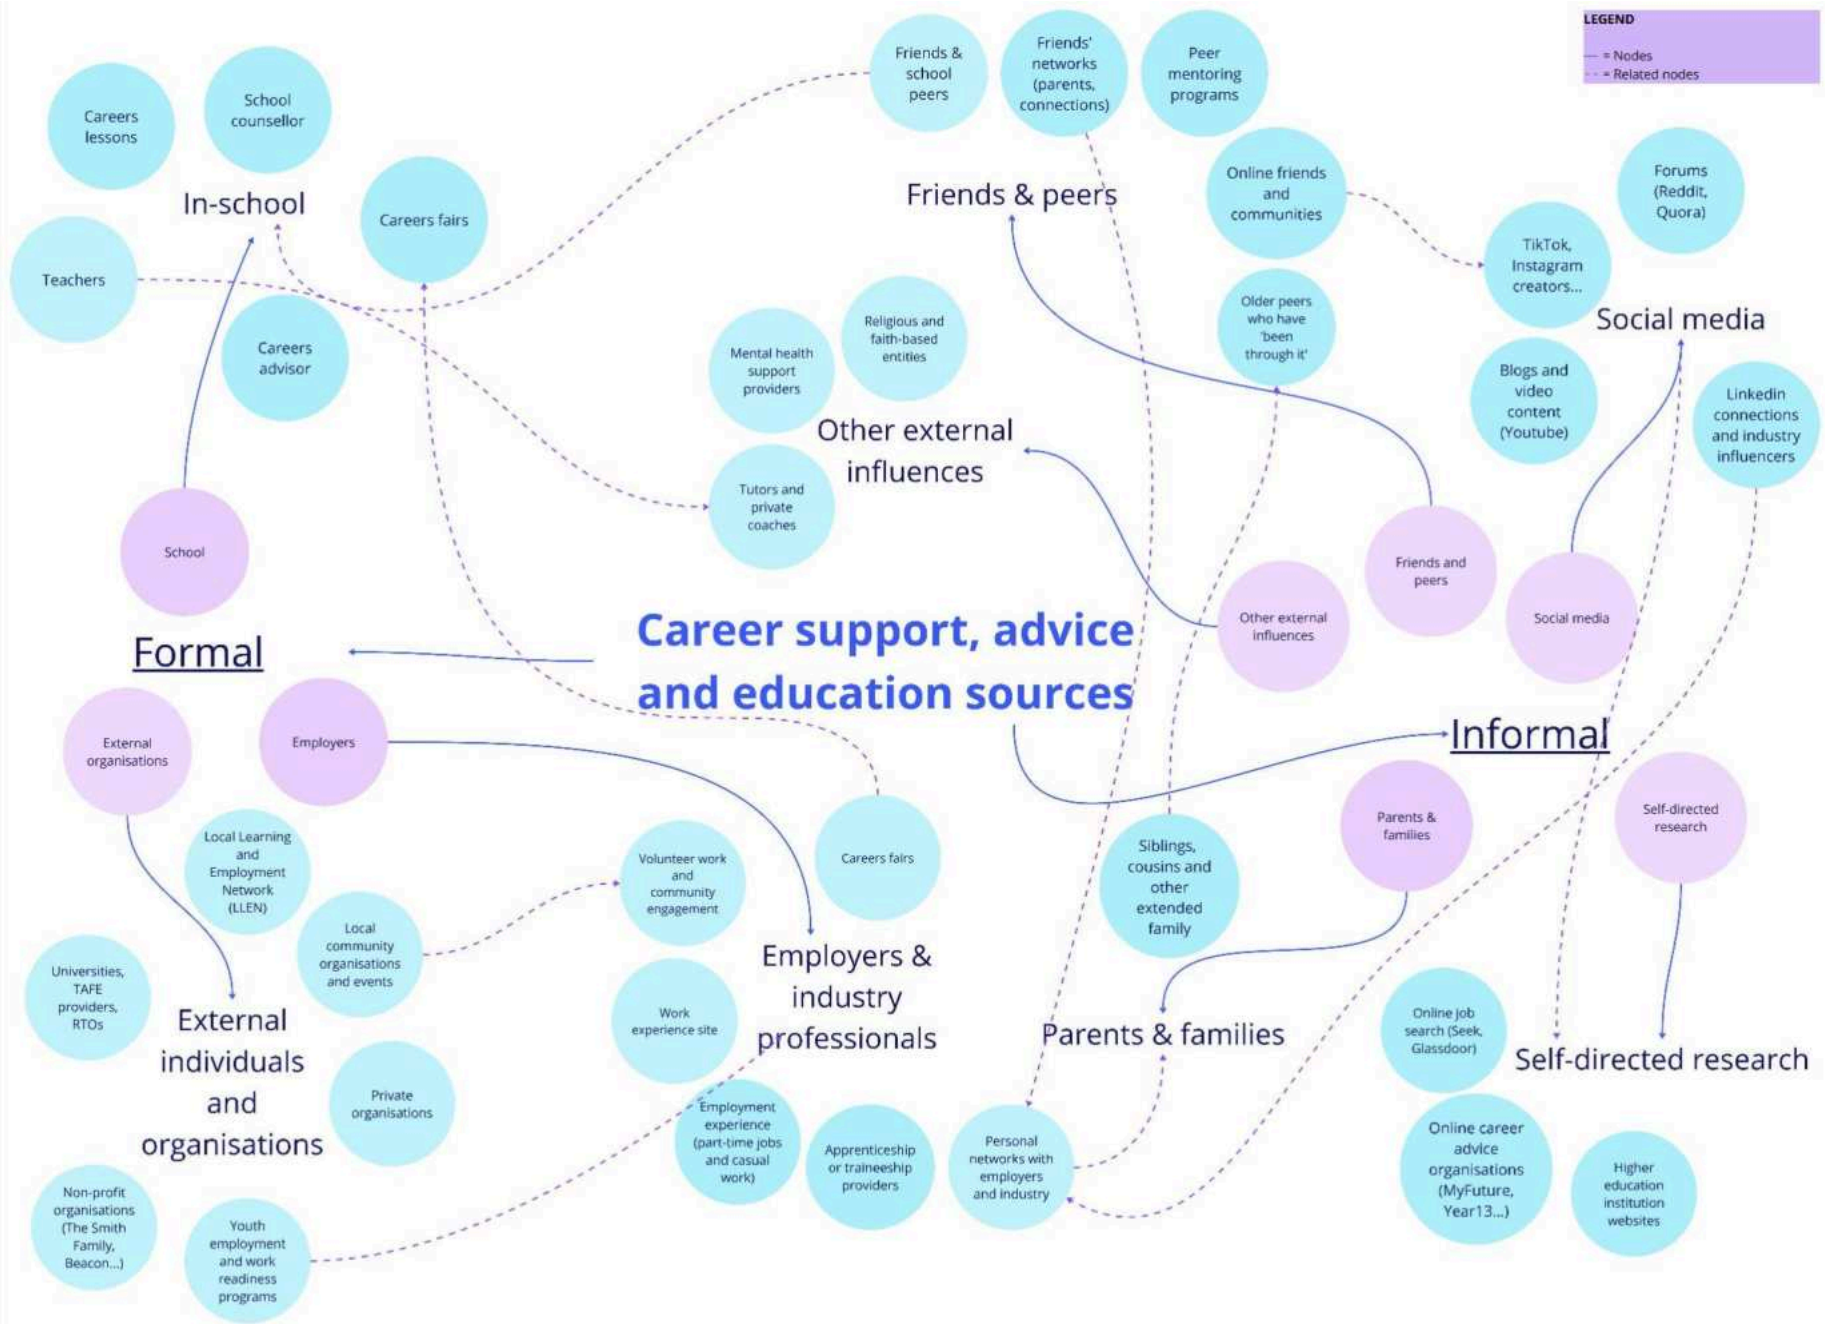 LEGEND
= Nodes
= Related nodes
Careers
lessons
School
counsellor
In-school
Teachers
Careers fairs
Careers
advisor
School
Friends &
school
peers
Friends'
networks
(parents,
connections)
Peer
mentoring
programs
Friends & peers
Online friends
and
communities
Older peers
who have
'been
through it'
Forums
(Reddit,
Quora)
TikTok,
Instagram
creators...
Social media
Blogs and
video
content
(Youtube)
Linkedin
connections
and industry
influencers
Mental health
support
providers
Religious and
faith-based
entities
Other external
influences
Tutors and
private
coaches
Other external
influences
Friends and
peers
Social media
Career support, advice
and education sources
Formal
Informal
External
organisations
Employers
Local Learning
and
Employment
Network
(LLEN)
Local
community
organisations
and events
Universities,
TAFE
providers,
RTOs
External
individuals
and
organisations
Private
organisations
Non-profit
organisations
(The Smith
Family,
Beacon...)
Youth
employment
and work
readiness
programs
Volunteer work
and
community
engagement
Careers fairs
Work
experience site
Employers &
industry
professionals
Employment
experience
(part-time jobs
and casual
work)
Apprenticeship
or traineeship
providers
Personal
networks with
employers
and industry
Siblings,
cousins and
other
extended
family
Parents &
families
Parents & families
Self-directed
research
Online job
search (Seek,
Glassdoor)
Self-directed research
Online career
advice
organisations
(MyFuture,
Year13...)
Higher
education
institution
websites